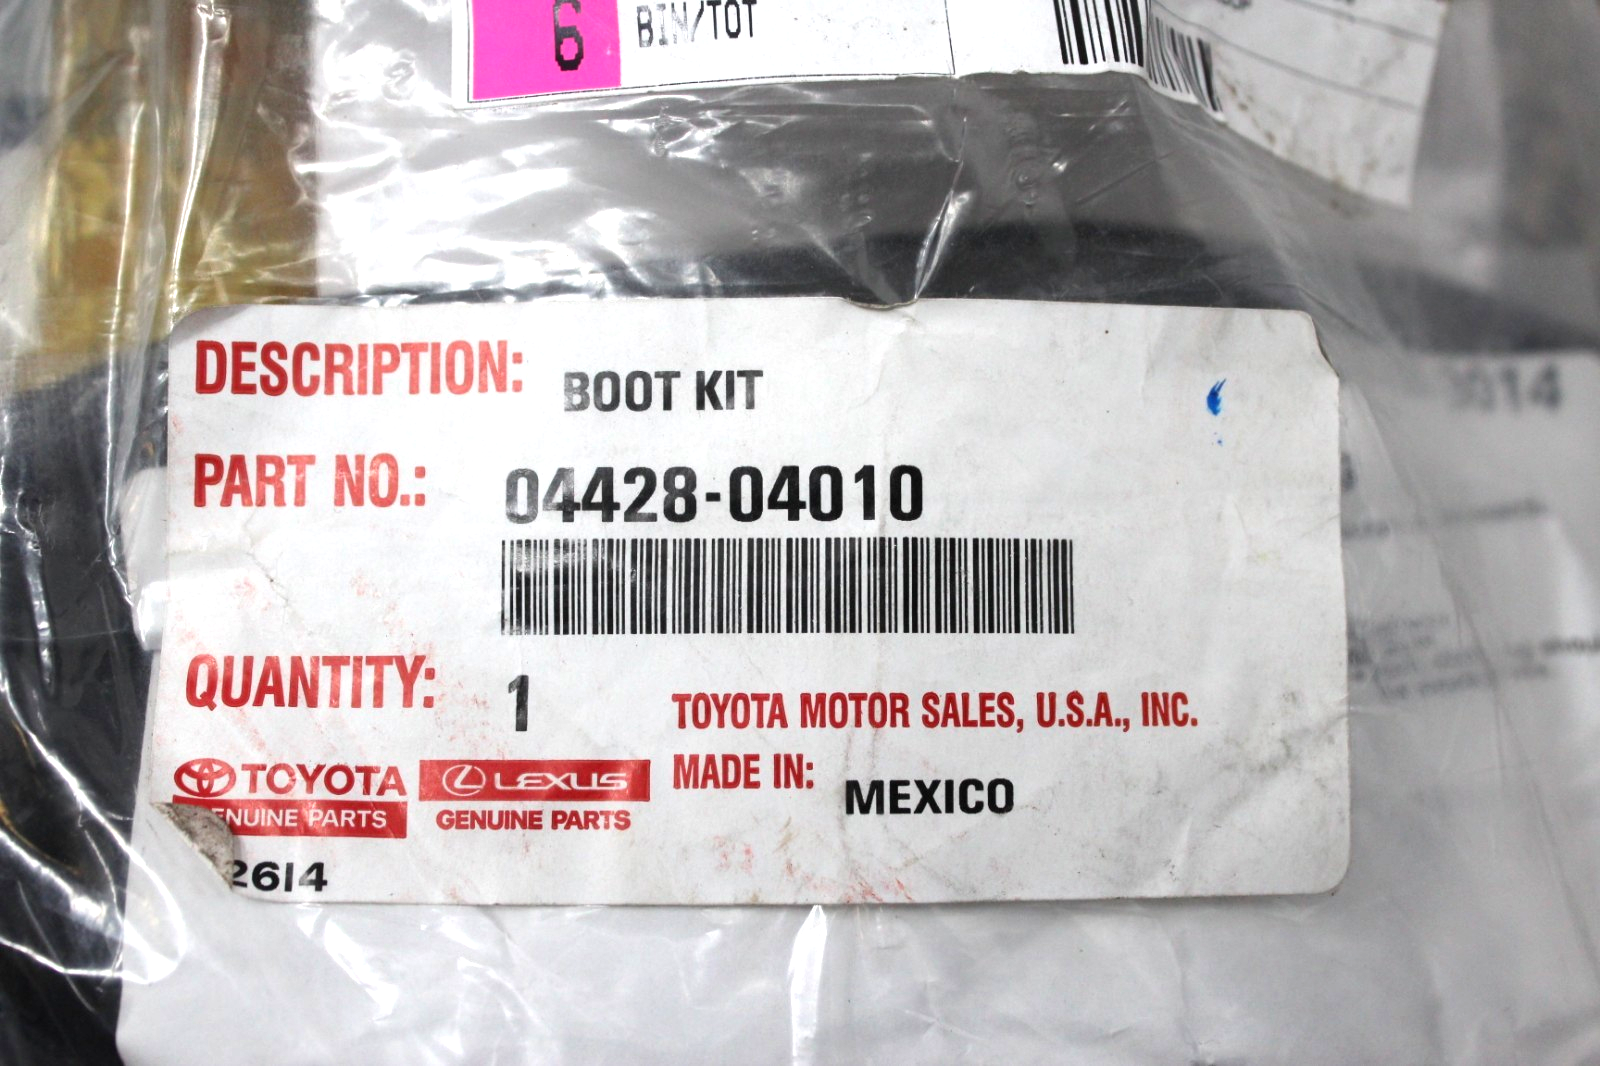 6
BIN/TOT
DESCRIPTION: BOOT KIT
PART NO.: 04428-04010
QUANTITY: 1
TOYOTA MOTOR SALES, U.S.A., INC.
TOYOTA
LEXUS
MADE IN: MEXICO
ENUINE PARTS
GENUINE PARTS
2614